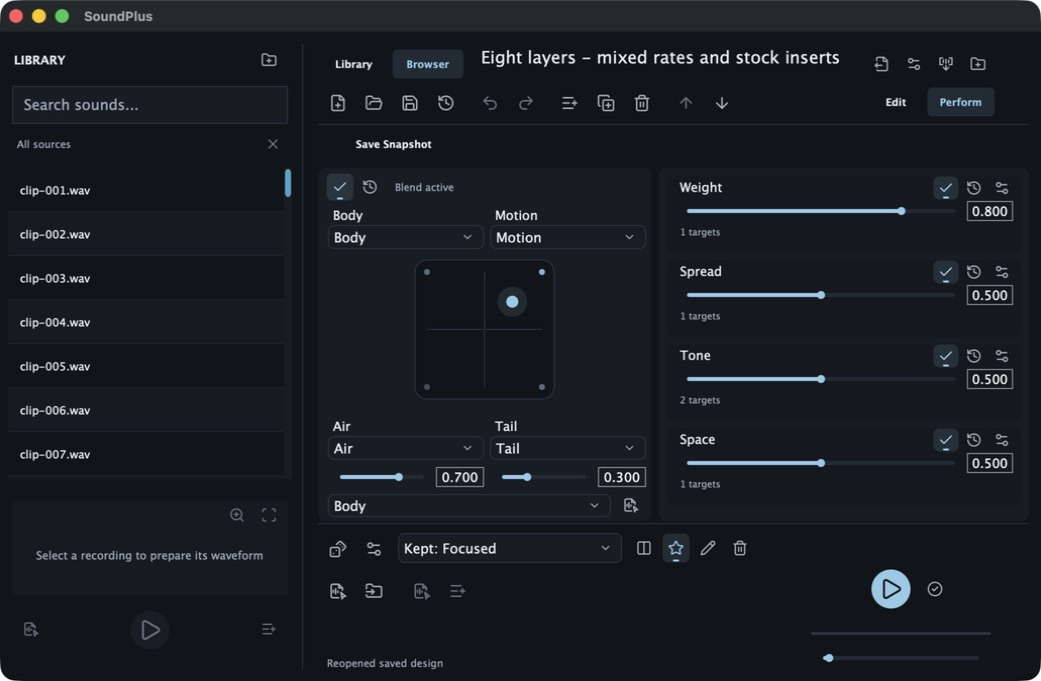 SoundPlus
LIBRARY
Search sounds...
All sources
clip-001.wav
clip-002.wav
clip-003.wav
clip-004.wav
clip-005.wav
clip-006.wav
clip-007.wav
Select a recording to prepare its waveform
Library
Browser
Eight layers – mixed rates and stock inserts
Edit
Perform
Save Snapshot
Blend active
Body
Motion
Body
Motion
Air
Tail
Air
Tail
0.700
0.300
Body
Weight
0.800
1 targets
Spread
0.500
1 targets
Tone
0.500
2 targets
Space
0.500
1 targets
Kept: Focused
Reopened saved design